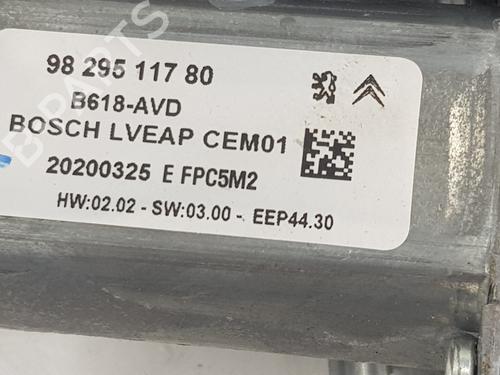 98 295 117 80
B618-AVD
BOSCH LVEAP CEM01
20200325 E FPC5M2
HW:02.02 - SW:03.00 - EEP44.30
B-PARTS